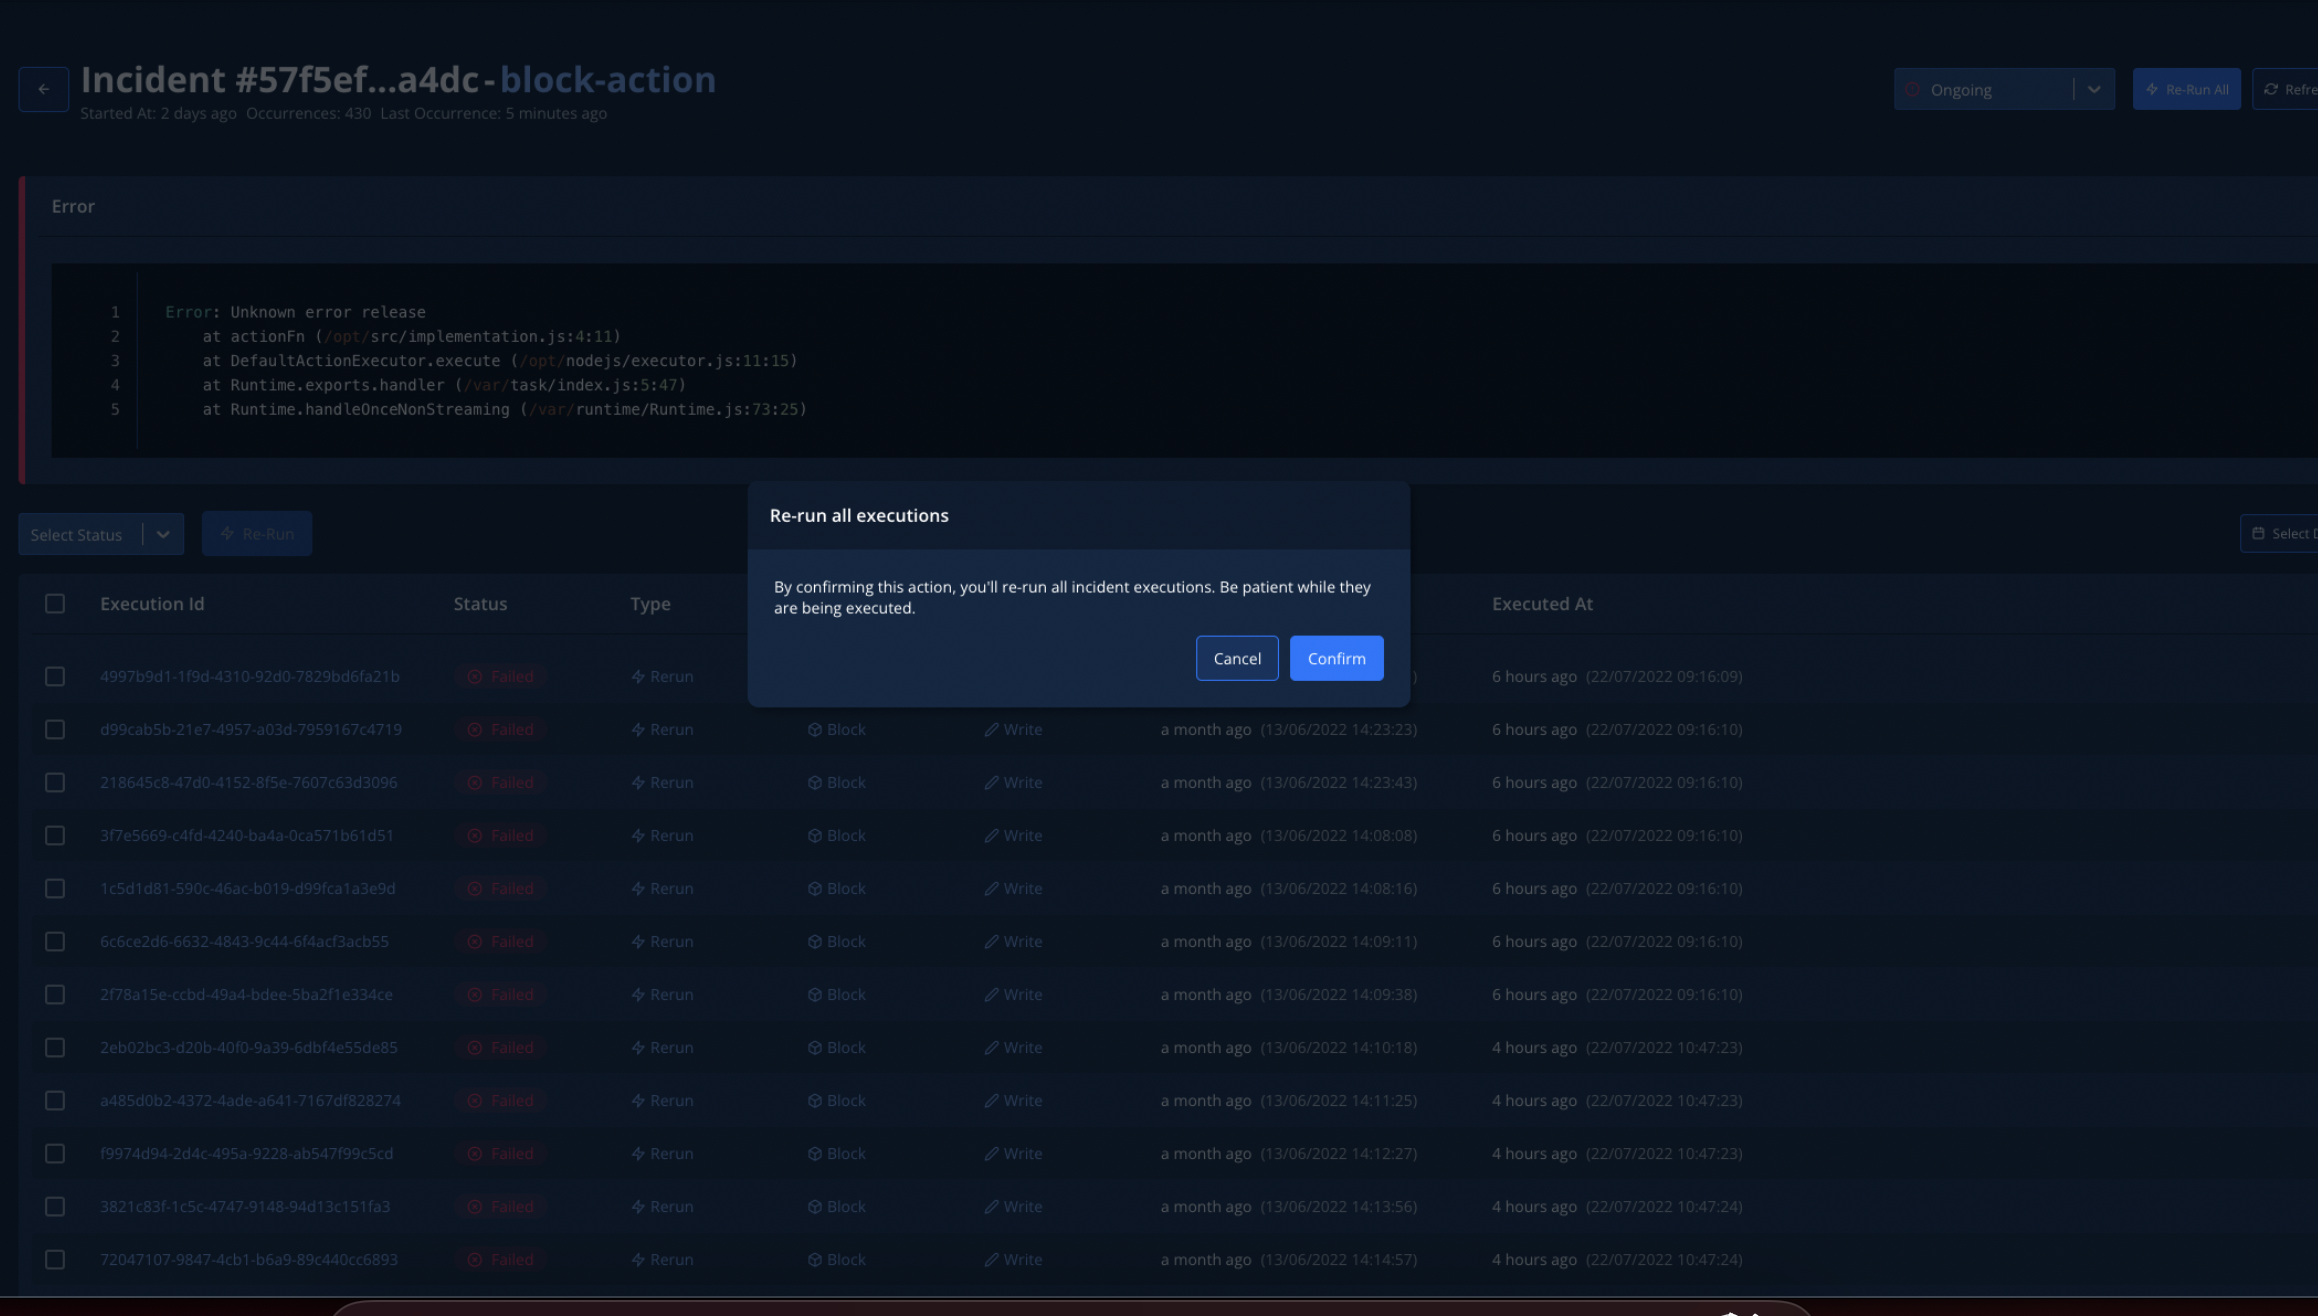 Incident #57f5ef...a4dc - block-action
Started At: 2 days ago Occurrences: 430 Last Occurrence: 5 minutes ago
Ongoing
Re-Run All
Error
1 Error: Unknown error release
2 at actionFn (/opt/src/implementation.js:4:11)
3 at DefaultActionExecutor.execute (/opt/nodejs/executor.js:11:15)
4 at Runtime.exports.handler (/var/task/index.js:5:47)
5 at Runtime.handleOnceNonStreaming (/var/runtime/Runtime.js:73:25)
Select Status
Re-Run
Select
Re-run all executions
By confirming this action, you'll re-run all incident executions. Be patient while they
are being executed.
Cancel
Confirm
Execution Id Status Type Executed At
4997b9d1-1f9d-4310-92d0-7829bd6fa21b Failed Rerun 6 hours ago (22/07/2022 09:16:09)
d99cab5b-21e7-4957-a03d-7959167c4719 Failed Rerun Block Write a month ago (13/06/2022 14:23:23) 6 hours ago (22/07/2022 09:16:10)
218645c8-47d0-4152-8f5e-7607c63d3096 Failed Rerun Block Write a month ago (13/06/2022 14:23:43) 6 hours ago (22/07/2022 09:16:10)
3f7e5669-c4fd-4240-ba4a-0ca571b61d51 Failed Rerun Block Write a month ago (13/06/2022 14:08:08) 6 hours ago (22/07/2022 09:16:10)
1c5d1d81-590c-46ac-b019-d99fca1a3e9d Failed Rerun Block Write a month ago (13/06/2022 14:08:16) 6 hours ago (22/07/2022 09:16:10)
6c6ce2d6-6632-4843-9c44-6f4acf3acb55 Failed Rerun Block Write a month ago (13/06/2022 14:09:11) 6 hours ago (22/07/2022 09:16:10)
2f78a15e-ccbd-49a4-bdee-5ba2f1e334ce Failed Rerun Block Write a month ago (13/06/2022 14:09:38) 6 hours ago (22/07/2022 09:16:10)
2eb02bc3-d20b-40f0-9a39-6dbf4e55de85 Failed Rerun Block Write a month ago (13/06/2022 14:10:18) 4 hours ago (22/07/2022 10:47:23)
a485d0b2-4372-4ade-a641-7167df828274 Failed Rerun Block Write a month ago (13/06/2022 14:11:25) 4 hours ago (22/07/2022 10:47:23)
f9974d94-2d4c-495a-9228-ab547f99c5cd Failed Rerun Block Write a month ago (13/06/2022 14:12:27) 4 hours ago (22/07/2022 10:47:23)
3821c83f-1c5c-4747-9148-94d13c151fa3 Failed Rerun Block Write a month ago (13/06/2022 14:13:56) 4 hours ago (22/07/2022 10:47:24)
72047107-9847-4cb1-b6a9-89c440cc6893 Failed Rerun Block Write a month ago (13/06/2022 14:14:57) 4 hours ago (22/07/2022 10:47:24)